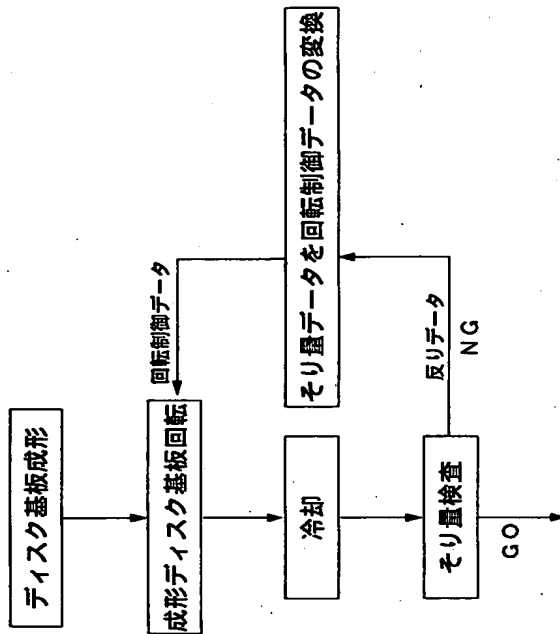 ディスク基板成形
成形ディスク基板回転
回転制御データ
冷却
そり量データを回転制御データの変換
そり量検査
反りデータ
NG
GO